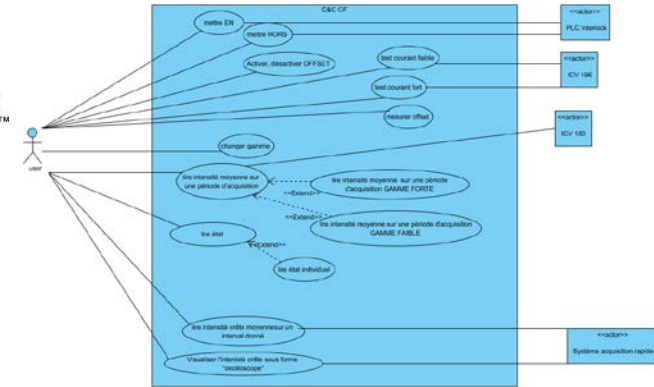 C&C CF
mettre EN
mettre HORS
Activer, désactiver OFFSET
test courant faible
test courant fort
mesurer offset
changer gamme
lire intensité moyenne sur
une période d'acquisition
lire intensité moyenne sur une période
d'acquisition GAMME FORTE
<<Extend>>
<<Extend>>
lire intensité moyenne sur une période d'acquisition
GAMME FAIBLE
lire état
<<Extend>>
lire état individuel
lire intensité crête moyennesur un
interval donné
Visualiser l'intensité crête sous forme
"oscilloscope"
user
TM
<<actor>>
PLC Interlock
<<actor>>
ICV 196
<<actor>>
ICV 160
<<actor>>
Système acquisition rapide